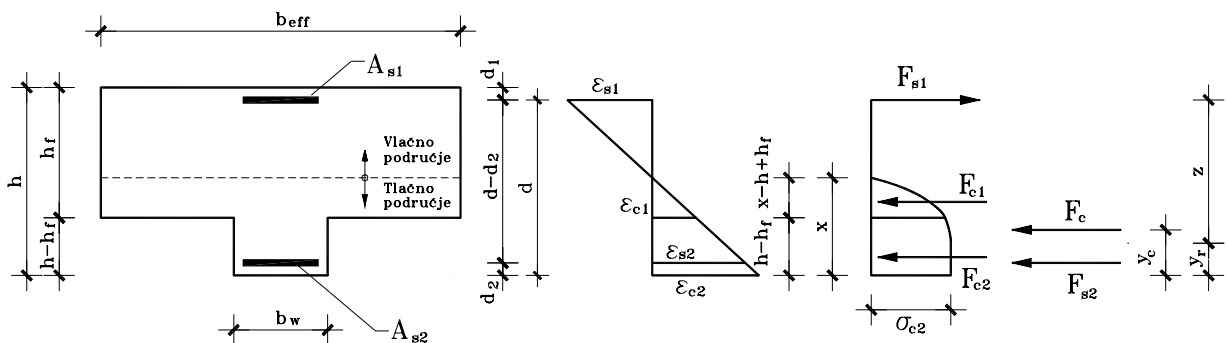 b_eff
A_s1
h
h_f
h-h_f
Vlačno
područje
Tlačno
područje
b_w
A_s2
d_1
d-d_2
d_2
d
ε_s1
ε_c1
ε_s2
ε_c2
x-h+h_f
h-h_f
x
F_s1
F_c1
F_c2
σ_c2
F_c
F_s2
y_c
z
y_r